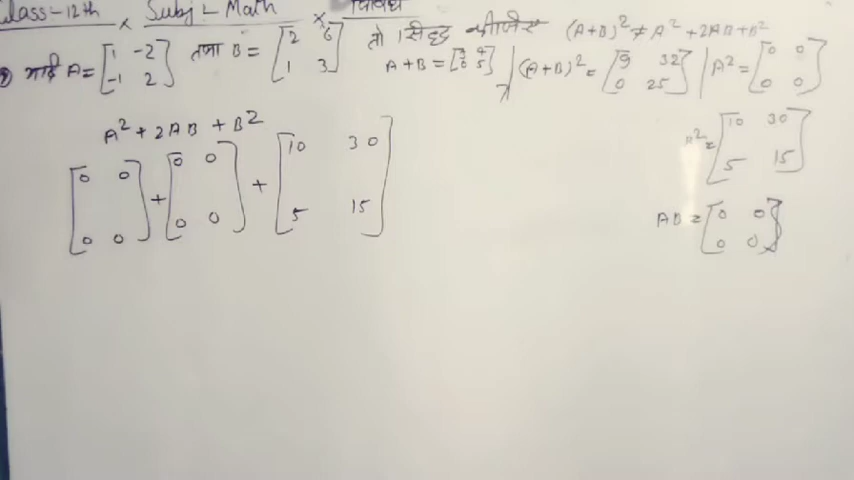 Class-12th × Subj:- Math × विविध
यदि A = [1 -2 -1 2] तथा B = [2 6 1 3] तो सिद्ध कीजिए (A+B)² ≠ A² + 2AB + B²
A+B = [3 4 0 5] | (A+B)² = [9 32 0 25] | A² = [0 0 0 0]
A² + 2AB + B²
[0 0 0 0] + [0 0 0 0] + [10 30 5 15]
= [10 30 5 15]
AB = [0 0 0 0]